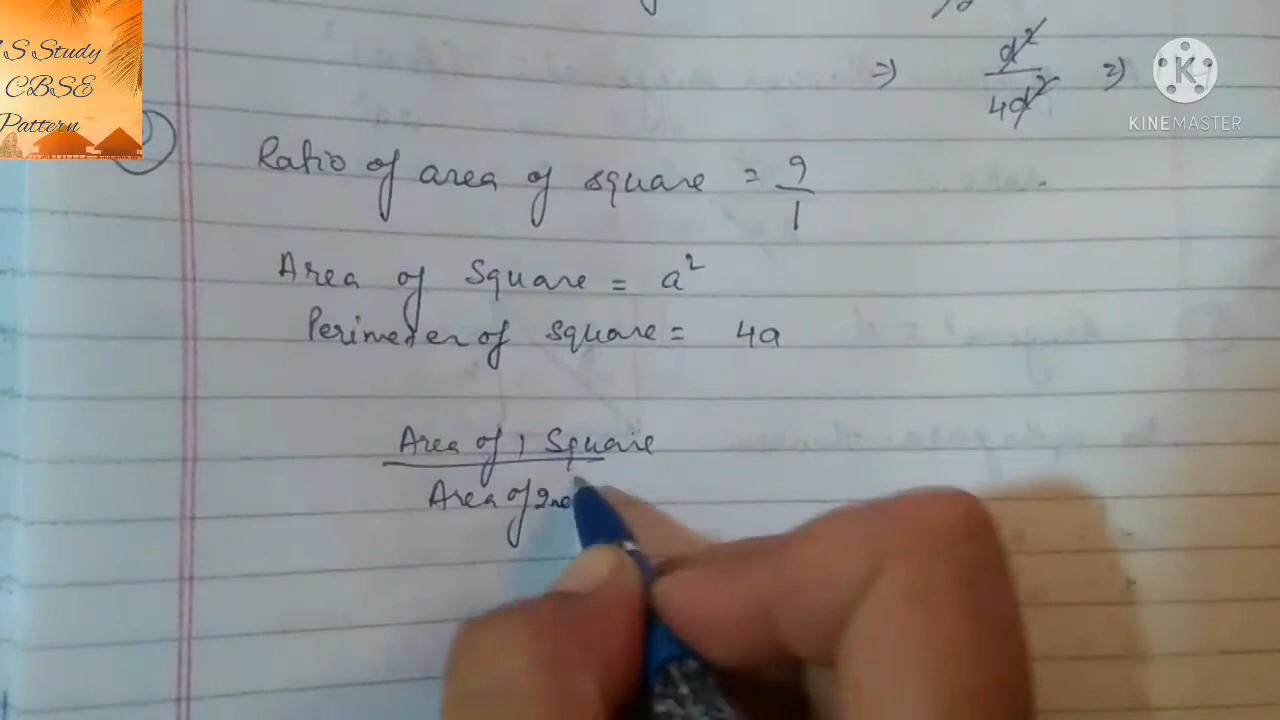 S Study
CBSE
Pattern
⇒ d²/4d² ⇒
KINEMASTER
Ratio of area of square = 9/1
Area of Square = a²
Perimeter of square = 4a
Area of 1 Square
Area of 2nd